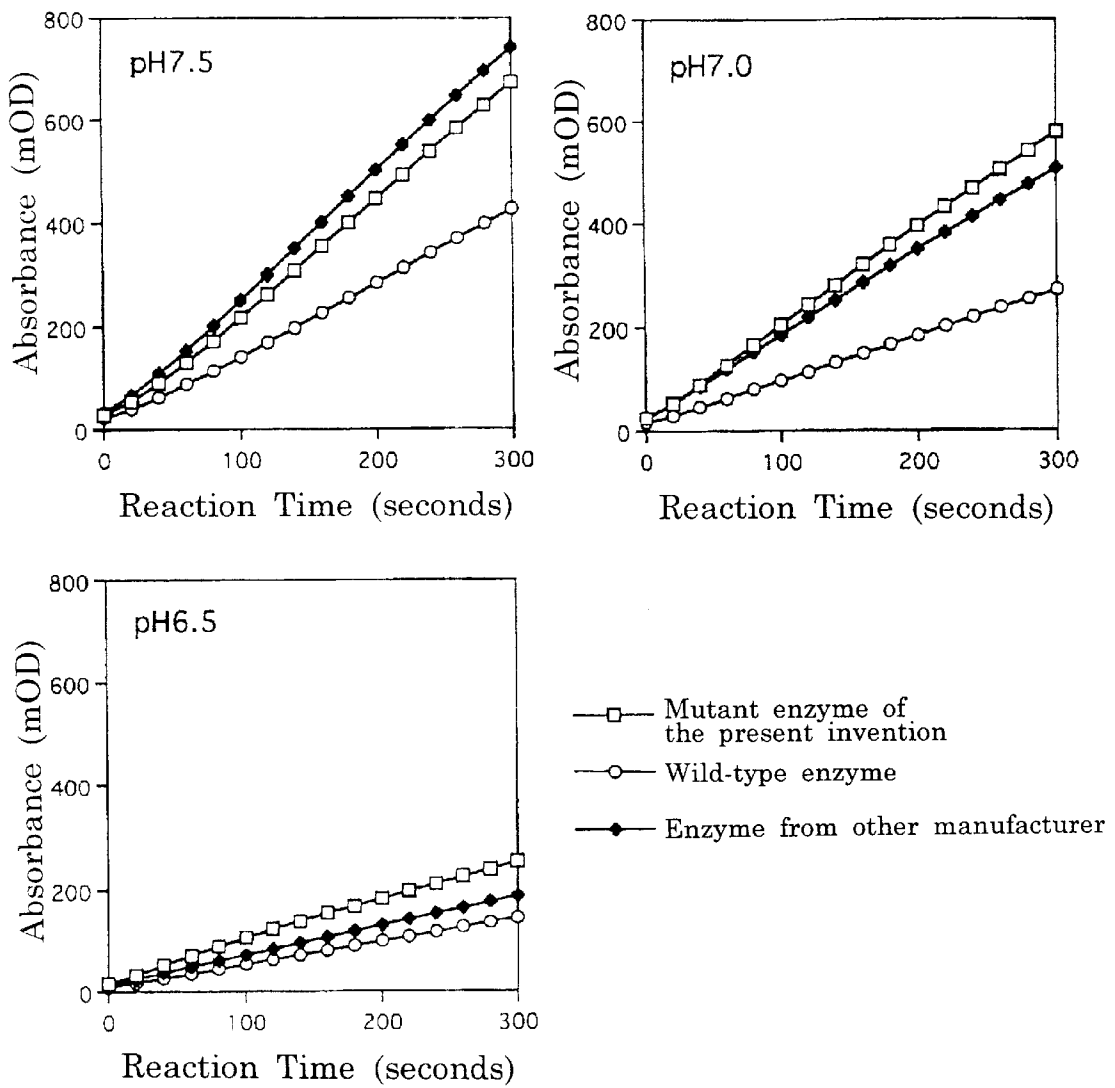 pH7.5
800
600
400
200
0
0 100 200 300
Absorbance (mOD)
Reaction Time (seconds)
pH7.0
800
600
400
200
0
0 100 200 300
Absorbance (mOD)
Reaction Time (seconds)
pH6.5
800
600
400
200
0
0 100 200 300
Absorbance (mOD)
Reaction Time (seconds)
Mutant enzyme of
the present invention
Wild-type enzyme
Enzyme from other manufacturer